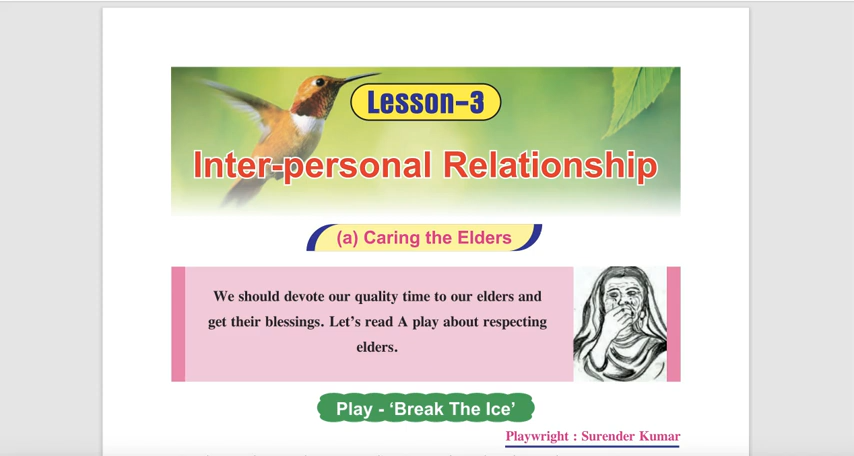 Lesson-3
Inter-personal Relationship
(a) Caring the Elders
We should devote our quality time to our elders and
get their blessings. Let's read A play about respecting
elders.
Play - 'Break The Ice'
Playwright : Surender Kumar